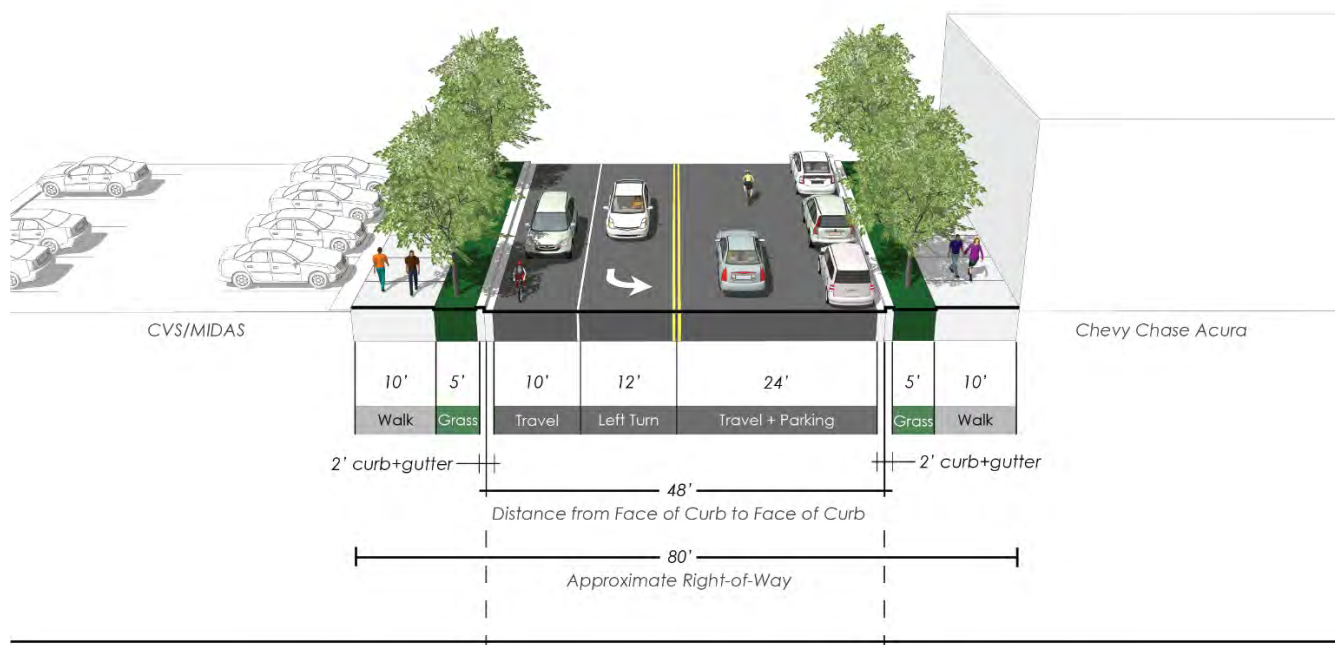 CVS/MIDAS
Chevy Chase Acura
10' 5' 10' 12' 24' 5' 10'
Walk Grass Travel Left Turn Travel + Parking Grass Walk
2' curb+gutter 2' curb+gutter
48'
Distance from Face of Curb to Face of Curb
80'
Approximate Right-of-Way